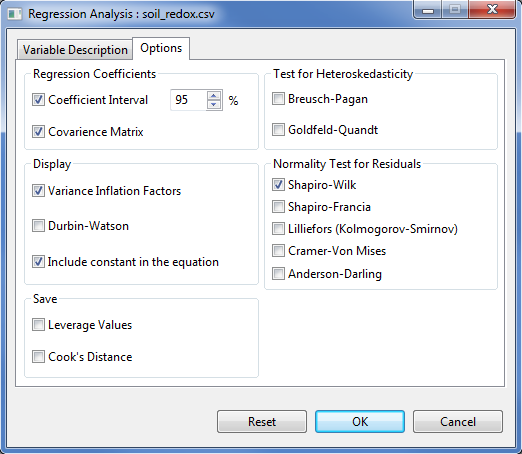 Regression Analysis : soil_redox.csv
Variable Description
Options
Regression Coefficients
Coefficient Interval 95 %
Covarience Matrix
Display
Variance Inflation Factors
Durbin-Watson
Include constant in the equation
Save
Leverage Values
Cook's Distance
Test for Heteroskedasticity
Breusch-Pagan
Goldfeld-Quandt
Normality Test for Residuals
Shapiro-Wilk
Shapiro-Francia
Lilliefors (Kolmogorov-Smirnov)
Cramer-Von Mises
Anderson-Darling
Reset
OK
Cancel